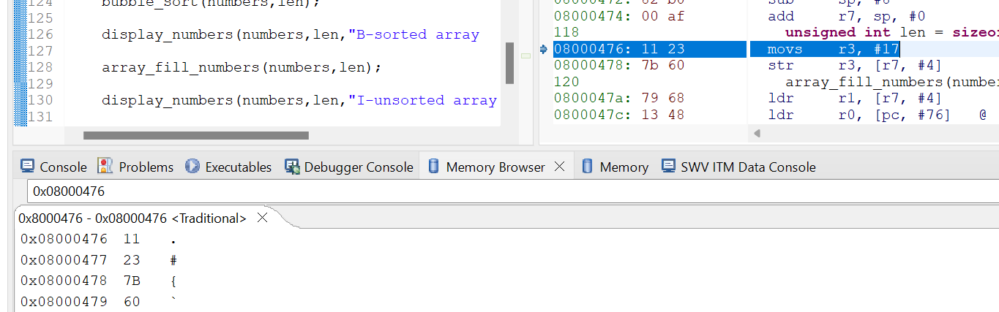 124 bubble_sort(numbers,len);
125
126 display_numbers(numbers,len,"B-sorted array
127
128 array_fill_numbers(numbers,len);
129
130 display_numbers(numbers,len,"I-unsorted array
131
08000472: 82 b0 sub sp, #8
08000474: 00 af add r7, sp, #0
118 unsigned int len = sizeof
08000476: 11 23 movs r3, #17
08000478: 7b 60 str r3, [r7, #4]
120 array_fill_numbers(number
0800047a: 79 68 ldr r1, [r7, #4]
0800047c: 13 48 ldr r0, [pc, #76] @
Console Problems Executables Debugger Console Memory Browser Memory SWV ITM Data Console
0x08000476
0x8000476 - 0x08000476 <Traditional>
0x08000476 11 .
0x08000477 23 #
0x08000478 7B {
0x08000479 60 `